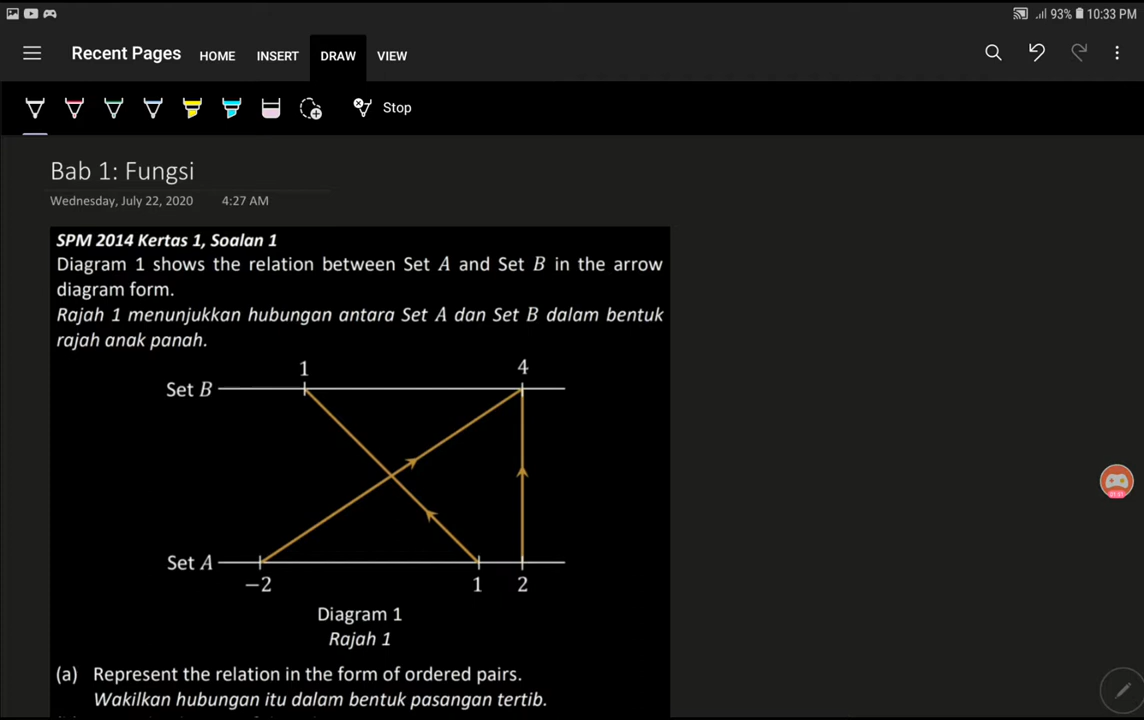 93% 10:33 PM
Recent Pages HOME INSERT DRAW VIEW
Stop
Bab 1: Fungsi
Wednesday, July 22, 2020 4:27 AM
SPM 2014 Kertas 1, Soalan 1
Diagram 1 shows the relation between Set A and Set B in the arrow
diagram form.
Rajah 1 menunjukkan hubungan antara Set A dan Set B dalam bentuk
rajah anak panah.
1 4
Set B
Set A
−2 1 2
Diagram 1
Rajah 1
(a) Represent the relation in the form of ordered pairs.
Wakilkan hubungan itu dalam bentuk pasangan tertib.